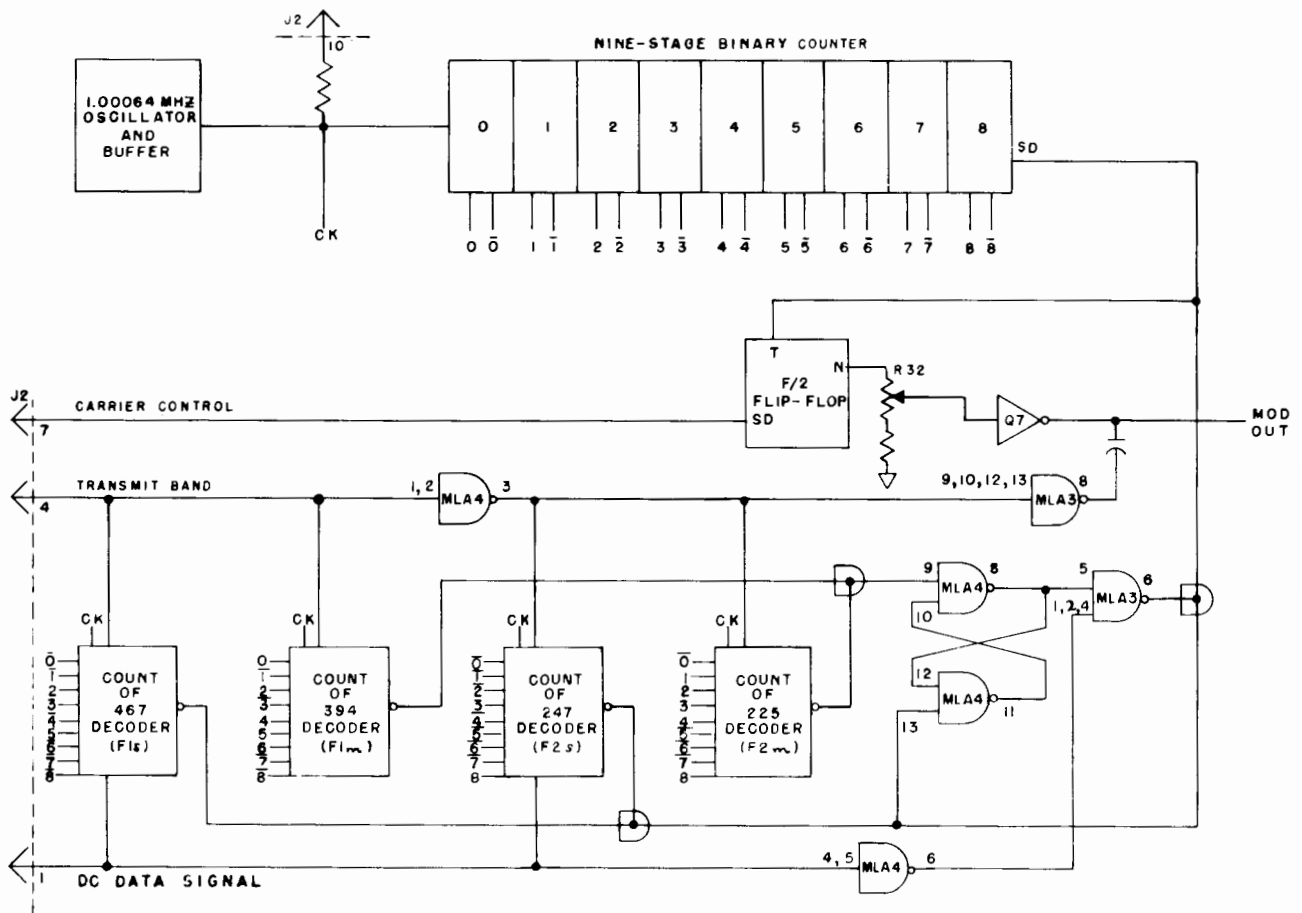 J2
10
NINE-STAGE BINARY COUNTER
1.00064 MHZ
OSCILLATOR
AND
BUFFER
0 1 2 3 4 5 6 7 8
SD
CK
0 0̅ 1 1̅ 2 2̅ 3 3̅ 4 4̅ 5 5̅ 6 6̅ 7 7̅ 8 8̅
T
N
F/2
FLIP-FLOP
SD
R32
Q7
MOD
OUT
J2
CARRIER CONTROL
7
TRANSMIT BAND
4
1,2
MLA4
3
9,10,12,13
MLA3
8
9
MLA4
8
10
5
1,2,4
MLA3
6
12
MLA4
11
13
CK
COUNT
OF
467
DECODER
(F1s)
COUNT
OF
394
DECODER
(F1m)
CK
COUNT
OF
247
DECODER
(F2s)
CK
COUNT
OF
225
DECODER
(F2m)
4,5
MLA4
6
1
DC DATA SIGNAL